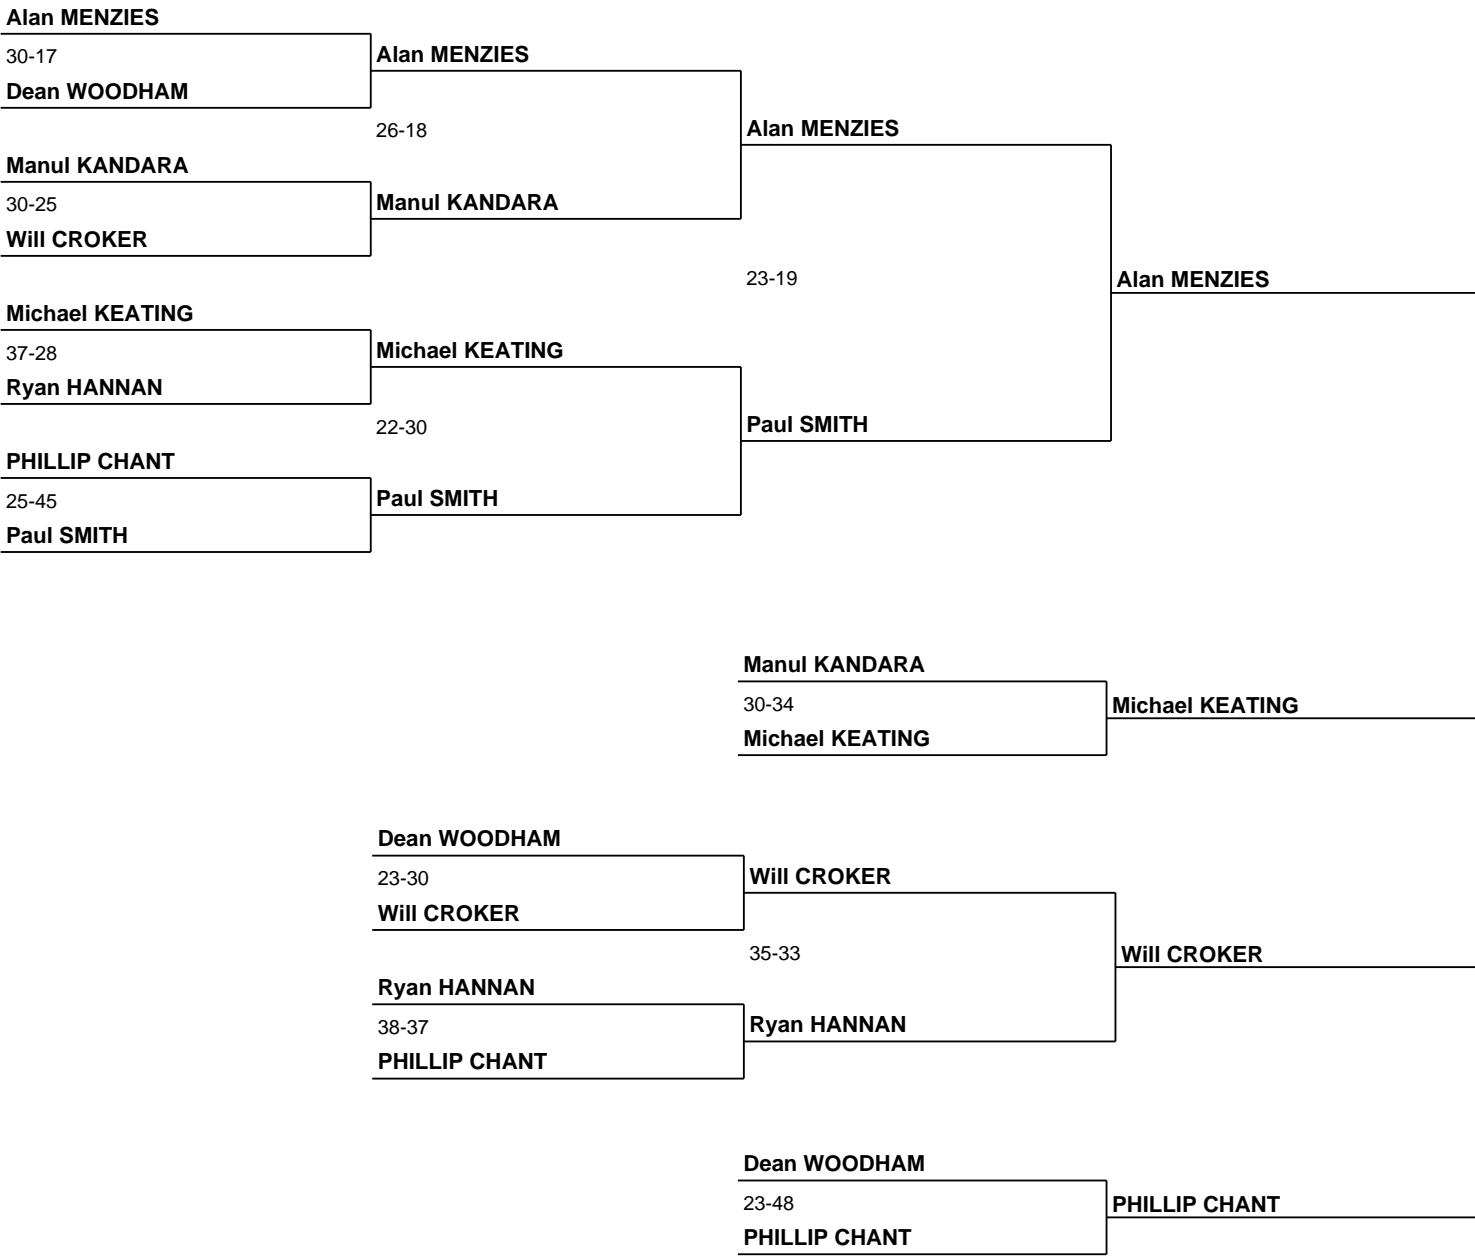 Alan MENZIES
30-17
Alan MENZIES
Dean WOODHAM
26-18
Alan MENZIES
Manul KANDARA
30-25
Manul KANDARA
Will CROKER
23-19
Alan MENZIES
Michael KEATING
37-28
Michael KEATING
Ryan HANNAN
22-30
Paul SMITH
PHILLIP CHANT
25-45
Paul SMITH
Paul SMITH
Manul KANDARA
30-34
Michael KEATING
Michael KEATING
Dean WOODHAM
23-30
Will CROKER
Will CROKER
35-33
Will CROKER
Ryan HANNAN
38-37
Ryan HANNAN
PHILLIP CHANT
Dean WOODHAM
23-48
PHILLIP CHANT
PHILLIP CHANT